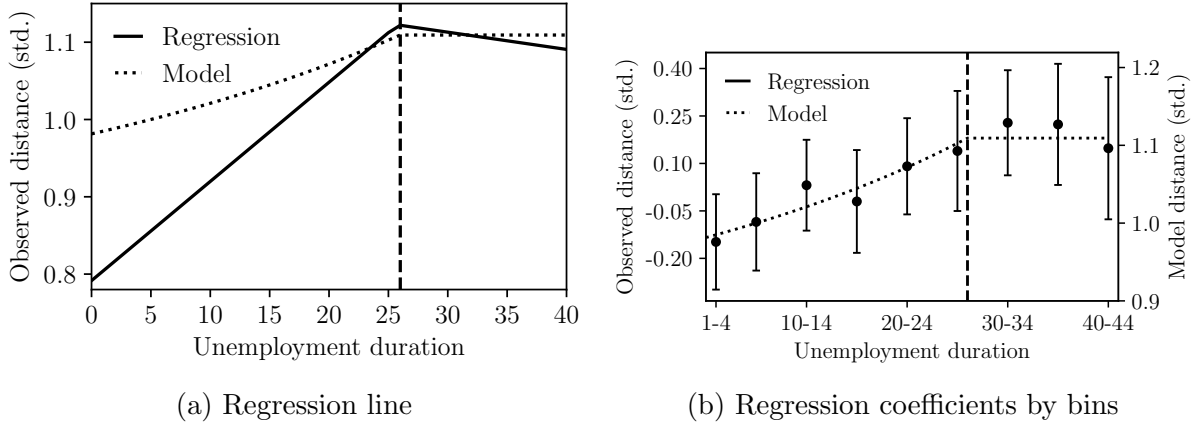 Observed distance (std.)
1.1
1.0
0.9
0.8
Regression
Model
0 5 10 15 20 25 30 35 40
Unemployment duration
(a) Regression line
Observed distance (std.)
0.40
0.25
0.10
-0.05
-0.20
Regression
Model
1.2
1.1
1.0
0.9
Model distance (std.)
1-4 10-14 20-24 30-34 40-44
Unemployment duration
(b) Regression coefficients by bins